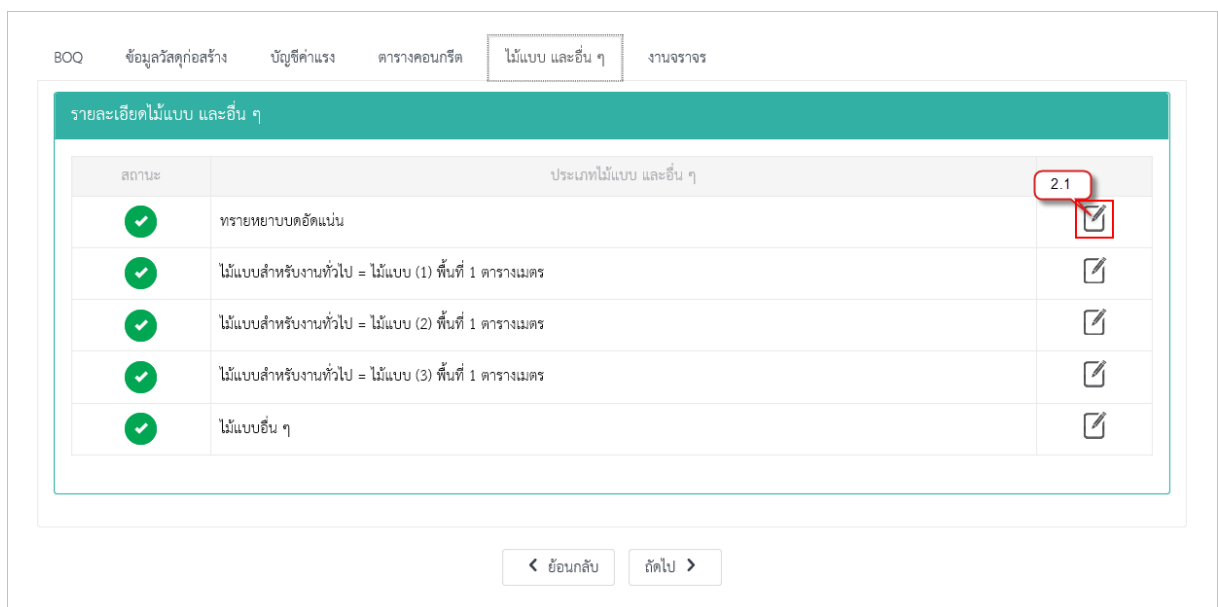 BOQ ข้อมูลวัสดุก่อสร้าง บัญชีค่าแรง ตารางคอนกรีต ไม้แบบ และอื่น ๆ งานจราจร
รายละเอียดไม้แบบ และอื่น ๆ
สถานะ ประเภทไม้แบบ และอื่น ๆ
2.1
ทรายหยาบบดอัดแน่น
ไม้แบบสำหรับงานทั่วไป = ไม้แบบ (1) พื้นที่ 1 ตารางเมตร
ไม้แบบสำหรับงานทั่วไป = ไม้แบบ (2) พื้นที่ 1 ตารางเมตร
ไม้แบบสำหรับงานทั่วไป = ไม้แบบ (3) พื้นที่ 1 ตารางเมตร
ไม้แบบอื่น ๆ
ย้อนกลับ ถัดไป